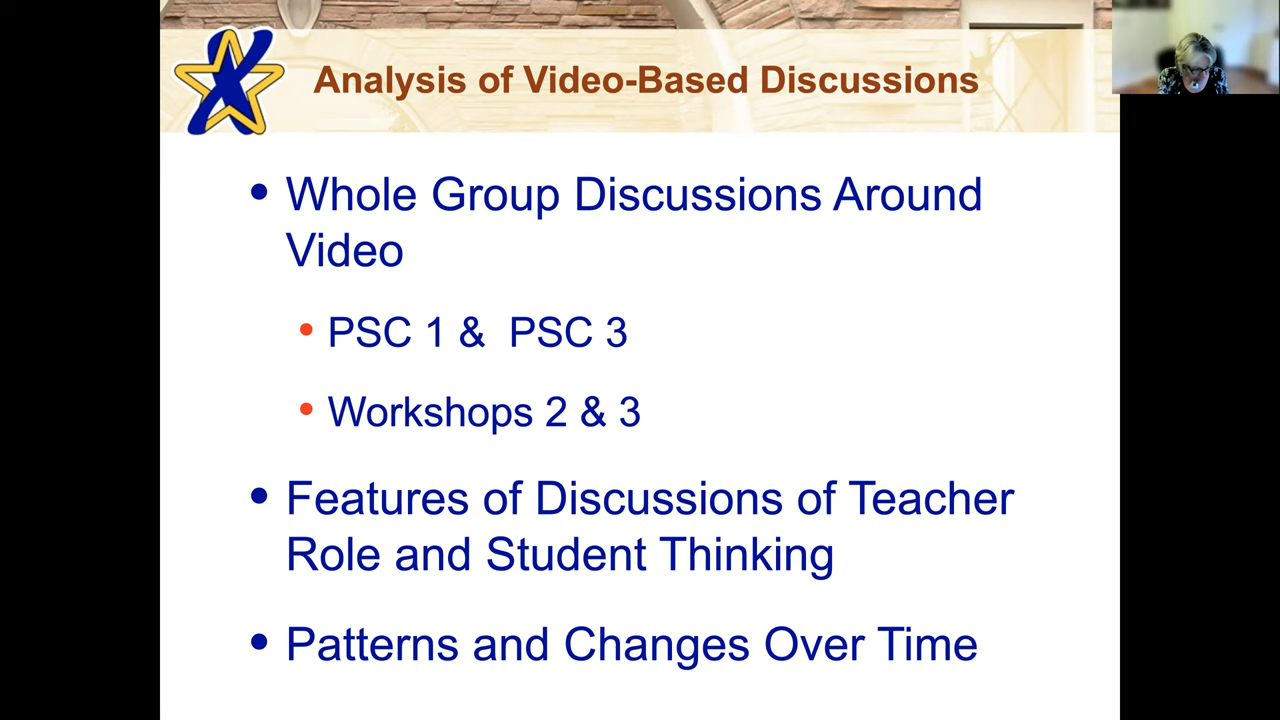 Analysis of Video-Based Discussions
• Whole Group Discussions Around
Video
• PSC 1 & PSC 3
• Workshops 2 & 3
• Features of Discussions of Teacher
Role and Student Thinking
• Patterns and Changes Over Time